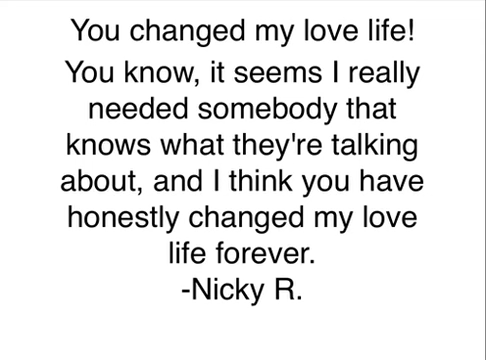 You changed my love life!
You know, it seems I really
needed somebody that
knows what they're talking
about, and I think you have
honestly changed my love
life forever.
-Nicky R.